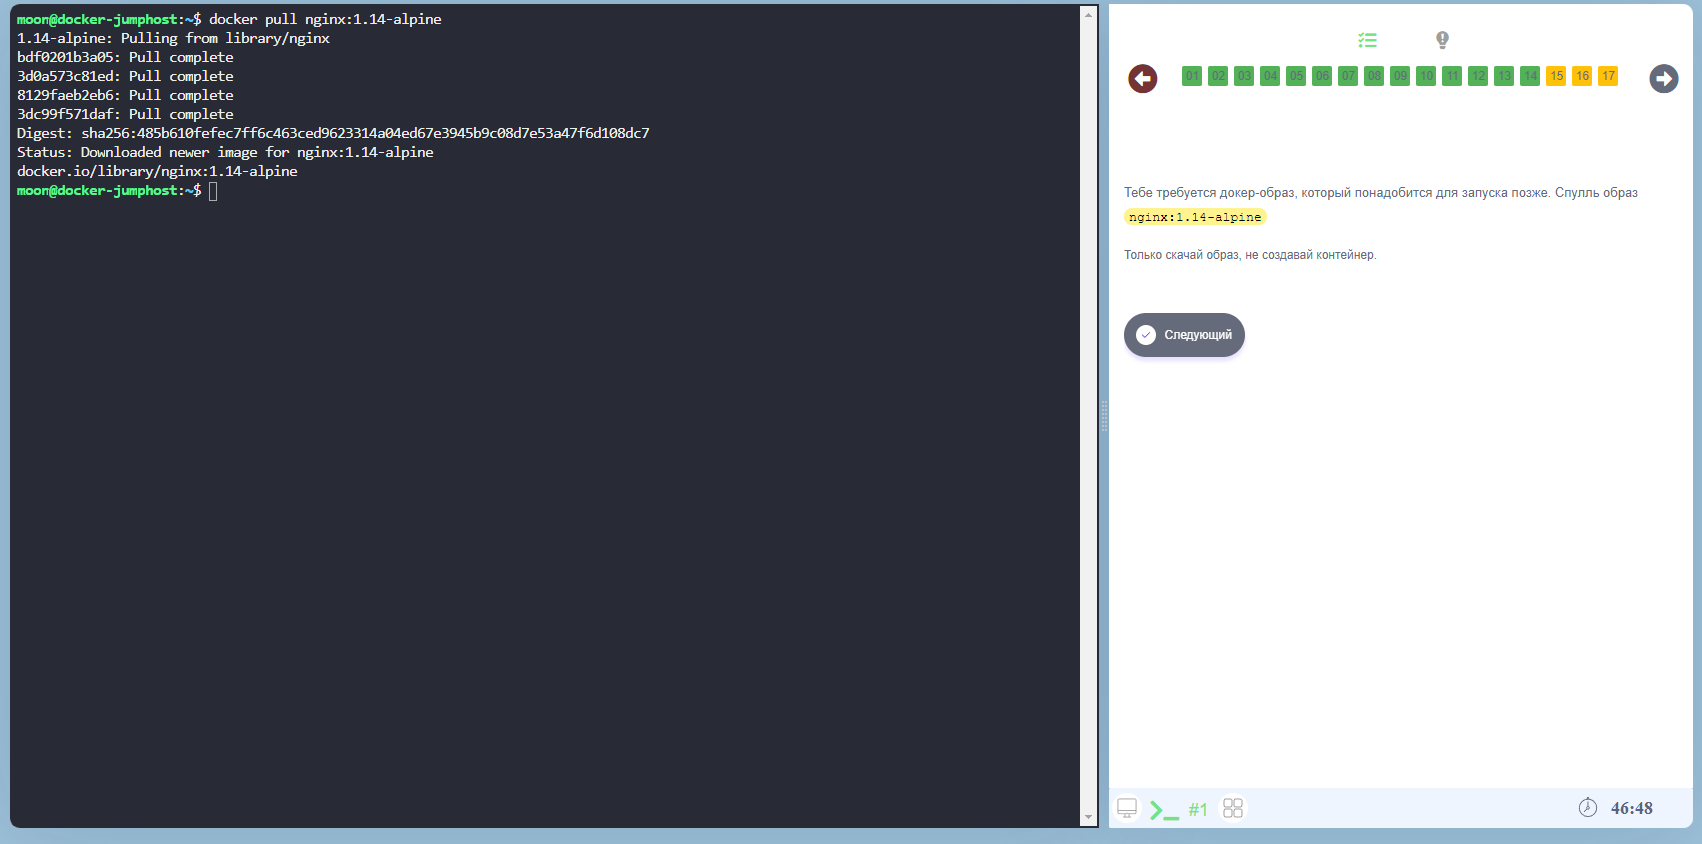 moon@docker-jumphost:~$ docker pull nginx:1.14-alpine
1.14-alpine: Pulling from library/nginx
bdf0201b3a05: Pull complete
3d0a573c81ed: Pull complete
8129faeb2eb6: Pull complete
3dc99f571daf: Pull complete
Digest: sha256:485b610fefec7ff6c463ced9623314a04ed67e3945b9c08d7e53a47f6d108dc7
Status: Downloaded newer image for nginx:1.14-alpine
docker.io/library/nginx:1.14-alpine
moon@docker-jumphost:~$
01 02 03 04 05 06 07 08 09 10 11 12 13 14 15 16 17
Тебе требуется докер-образ, который понадобится для запуска позже. Спулль образ
nginx:1.14-alpine
Только скачай образ, не создавай контейнер.
Следующий
#1
46:48